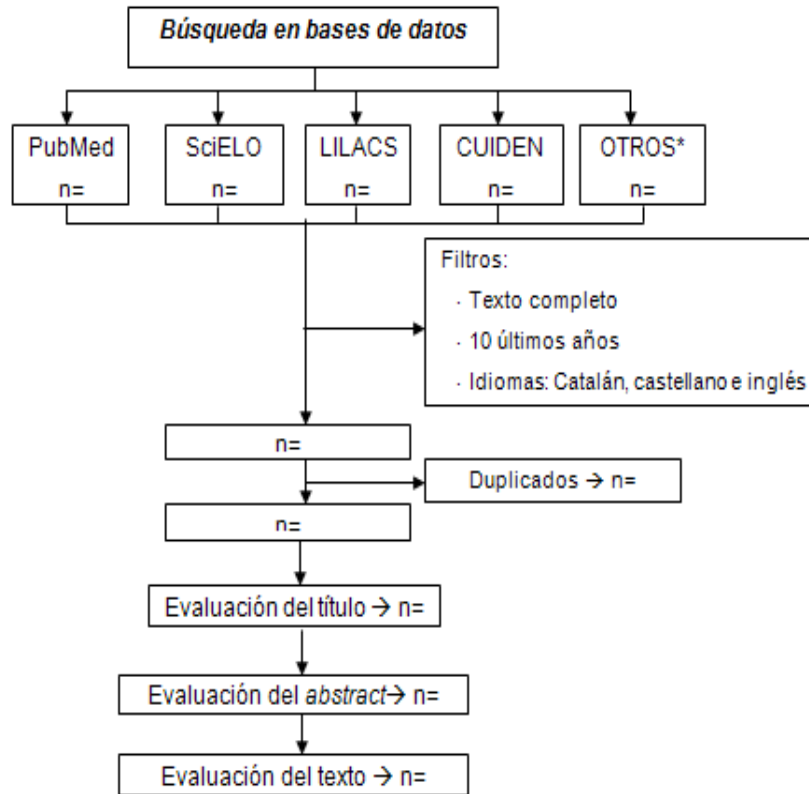 Búsqueda en bases de datos
PubMed
n=
SciELO
n=
LILACS
n=
CUIDEN
n=
OTROS*
n=
Filtros:
· Texto completo
· 10 últimos años
· Idiomas: Catalán, castellano e inglés
n=
Duplicados → n=
n=
Evaluación del título → n=
Evaluación del abstract→ n=
Evaluación del texto → n=